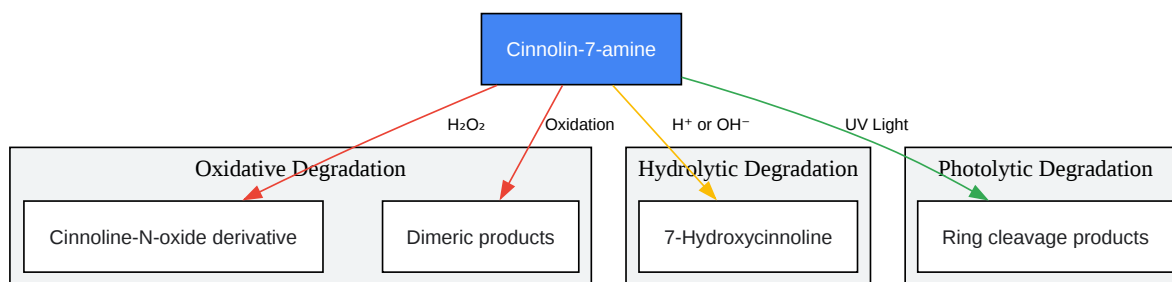 Cinnolin-7-amine
H₂O₂
Oxidation
H⁺ or OH⁻
UV Light
Oxidative Degradation
Hydrolytic Degradation
Photolytic Degradation
Cinnoline-N-oxide derivative
Dimeric products
7-Hydroxycinnoline
Ring cleavage products